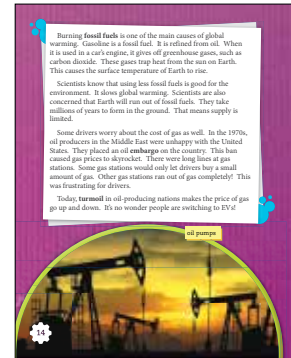 Burning fossil fuels is one of the main causes of global
warming. Gasoline is a fossil fuel. It is refined from oil. When
it is used in a car's engine, it gives off greenhouse gases, such as
carbon dioxide. These gases trap heat from the sun on Earth.
This causes the surface temperature of Earth to rise.
Scientists know that using less fossil fuels is good for the
environment. It slows global warming. Scientists are also
concerned that Earth will run out of fossil fuels. They take
millions of years to form in the ground. That means supply is
limited.
Some drivers worry about the cost of gas as well. In the 1970s,
oil producers in the Middle East were unhappy with the United
States. They placed an oil embargo on the country. This ban
caused gas prices to skyrocket. There were long lines at gas
stations. Some gas stations would only let drivers buy a small
amount of gas. Other gas stations ran out of gas completely! This
was frustrating for drivers.
Today, turmoil in oil-producing nations makes the price of gas
go up and down. It's no wonder people are switching to EVs!
oil pumps
14